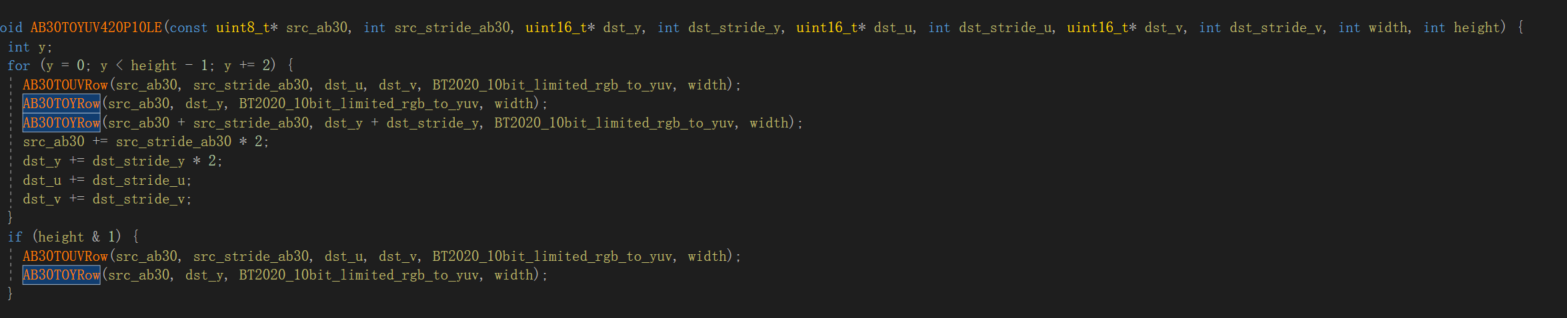 oid AB30TOYUV420P10LE(const uint8_t* src_ab30, int src_stride_ab30, uint16_t* dst_y, int dst_stride_y, uint16_t* dst_u, int dst_stride_u, uint16_t* dst_v, int dst_stride_v, int width, int height) {
int y;
for (y = 0; y < height - 1; y += 2) {
AB30TOUVRow(src_ab30, src_stride_ab30, dst_u, dst_v, BT2020_10bit_limited_rgb_to_yuv, width);
AB30TOYRow(src_ab30, dst_y, BT2020_10bit_limited_rgb_to_yuv, width);
AB30TOYRow(src_ab30 + src_stride_ab30, dst_y + dst_stride_y, BT2020_10bit_limited_rgb_to_yuv, width);
src_ab30 += src_stride_ab30 * 2;
dst_y += dst_stride_y * 2;
dst_u += dst_stride_u;
dst_v += dst_stride_v;
}
if (height & 1) {
AB30TOUVRow(src_ab30, src_stride_ab30, dst_u, dst_v, BT2020_10bit_limited_rgb_to_yuv, width);
AB30TOYRow(src_ab30, dst_y, BT2020_10bit_limited_rgb_to_yuv, width);
}